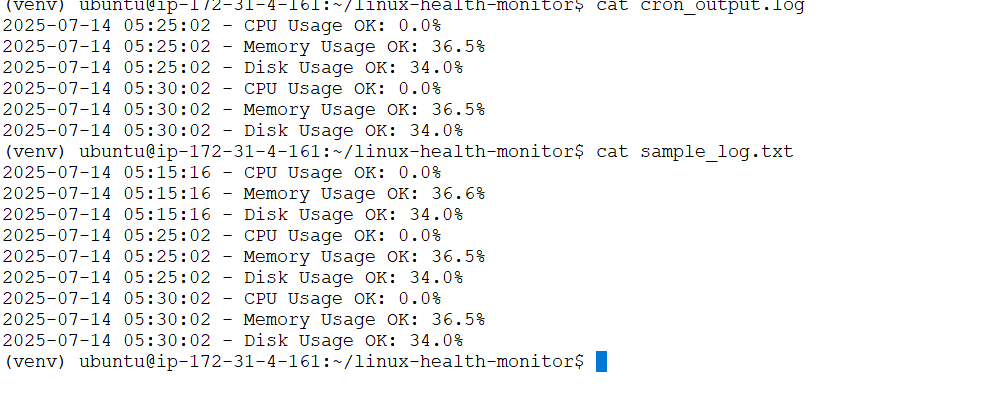 (venv) ubuntu@ip-172-31-4-161:~/linux-health-monitor$ cat cron_output.log
2025-07-14 05:25:02 - CPU Usage OK: 0.0%
2025-07-14 05:25:02 - Memory Usage OK: 36.5%
2025-07-14 05:25:02 - Disk Usage OK: 34.0%
2025-07-14 05:30:02 - CPU Usage OK: 0.0%
2025-07-14 05:30:02 - Memory Usage OK: 36.5%
2025-07-14 05:30:02 - Disk Usage OK: 34.0%
(venv) ubuntu@ip-172-31-4-161:~/linux-health-monitor$ cat sample_log.txt
2025-07-14 05:15:16 - CPU Usage OK: 0.0%
2025-07-14 05:15:16 - Memory Usage OK: 36.6%
2025-07-14 05:15:16 - Disk Usage OK: 34.0%
2025-07-14 05:25:02 - CPU Usage OK: 0.0%
2025-07-14 05:25:02 - Memory Usage OK: 36.5%
2025-07-14 05:25:02 - Disk Usage OK: 34.0%
2025-07-14 05:30:02 - CPU Usage OK: 0.0%
2025-07-14 05:30:02 - Memory Usage OK: 36.5%
2025-07-14 05:30:02 - Disk Usage OK: 34.0%
(venv) ubuntu@ip-172-31-4-161:~/linux-health-monitor$